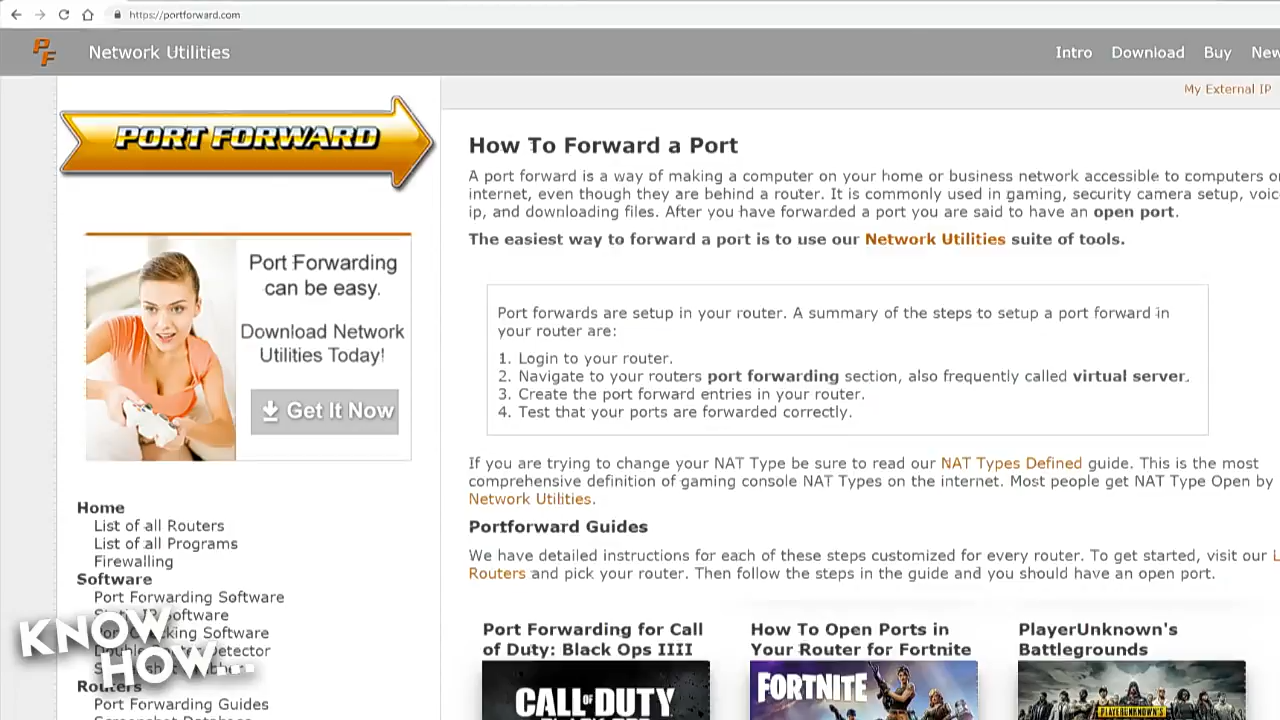 https://portforward.com
PF
Network Utilities
Intro
Download
Buy
My External IP
PORT FORWARD
How To Forward a Port
A port forward is a way of making a computer on your home or business network accessible to computers
internet, even though they are behind a router. It is commonly used in gaming, security camera setup,
ip, and downloading files. After you have forwarded a port you are said to have an open port.
The easiest way to forward a port is to use our Network Utilities suite of tools.
Port Forwarding
can be easy.
Download Network
Utilities Today!
Get It Now
Port forwards are setup in your router. A summary of the steps to setup a port forward in
your router are:
1. Login to your router.
2. Navigate to your routers port forwarding section, also frequently called virtual server.
3. Create the port forward entries in your router.
4. Test that your ports are forwarded correctly.
If you are trying to change your NAT Type be sure to read our NAT Types Defined guide. This is the most
comprehensive definition of gaming console NAT Types on the internet. Most people get NAT Type Open by
Network Utilities.
Portforward Guides
We have detailed instructions for each of these steps customized for every router. To get started, visit our
Routers and pick your router. Then follow the steps in the guide and you should have an open port.
Home
List of all Routers
List of all Programs
Firewalling
Software
Port Forwarding Software
Software
Software
Detector
Routers
Port Forwarding Guides
Screenshot Database
KNOW
HOW...
Port Forwarding for Call
of Duty: Black Ops IIII
CALL OF DUTY
How To Open Ports in
Your Router for Fortnite
FORTNITE
PlayerUnknown's
Battlegrounds
PLAYERUNKNOWN'S